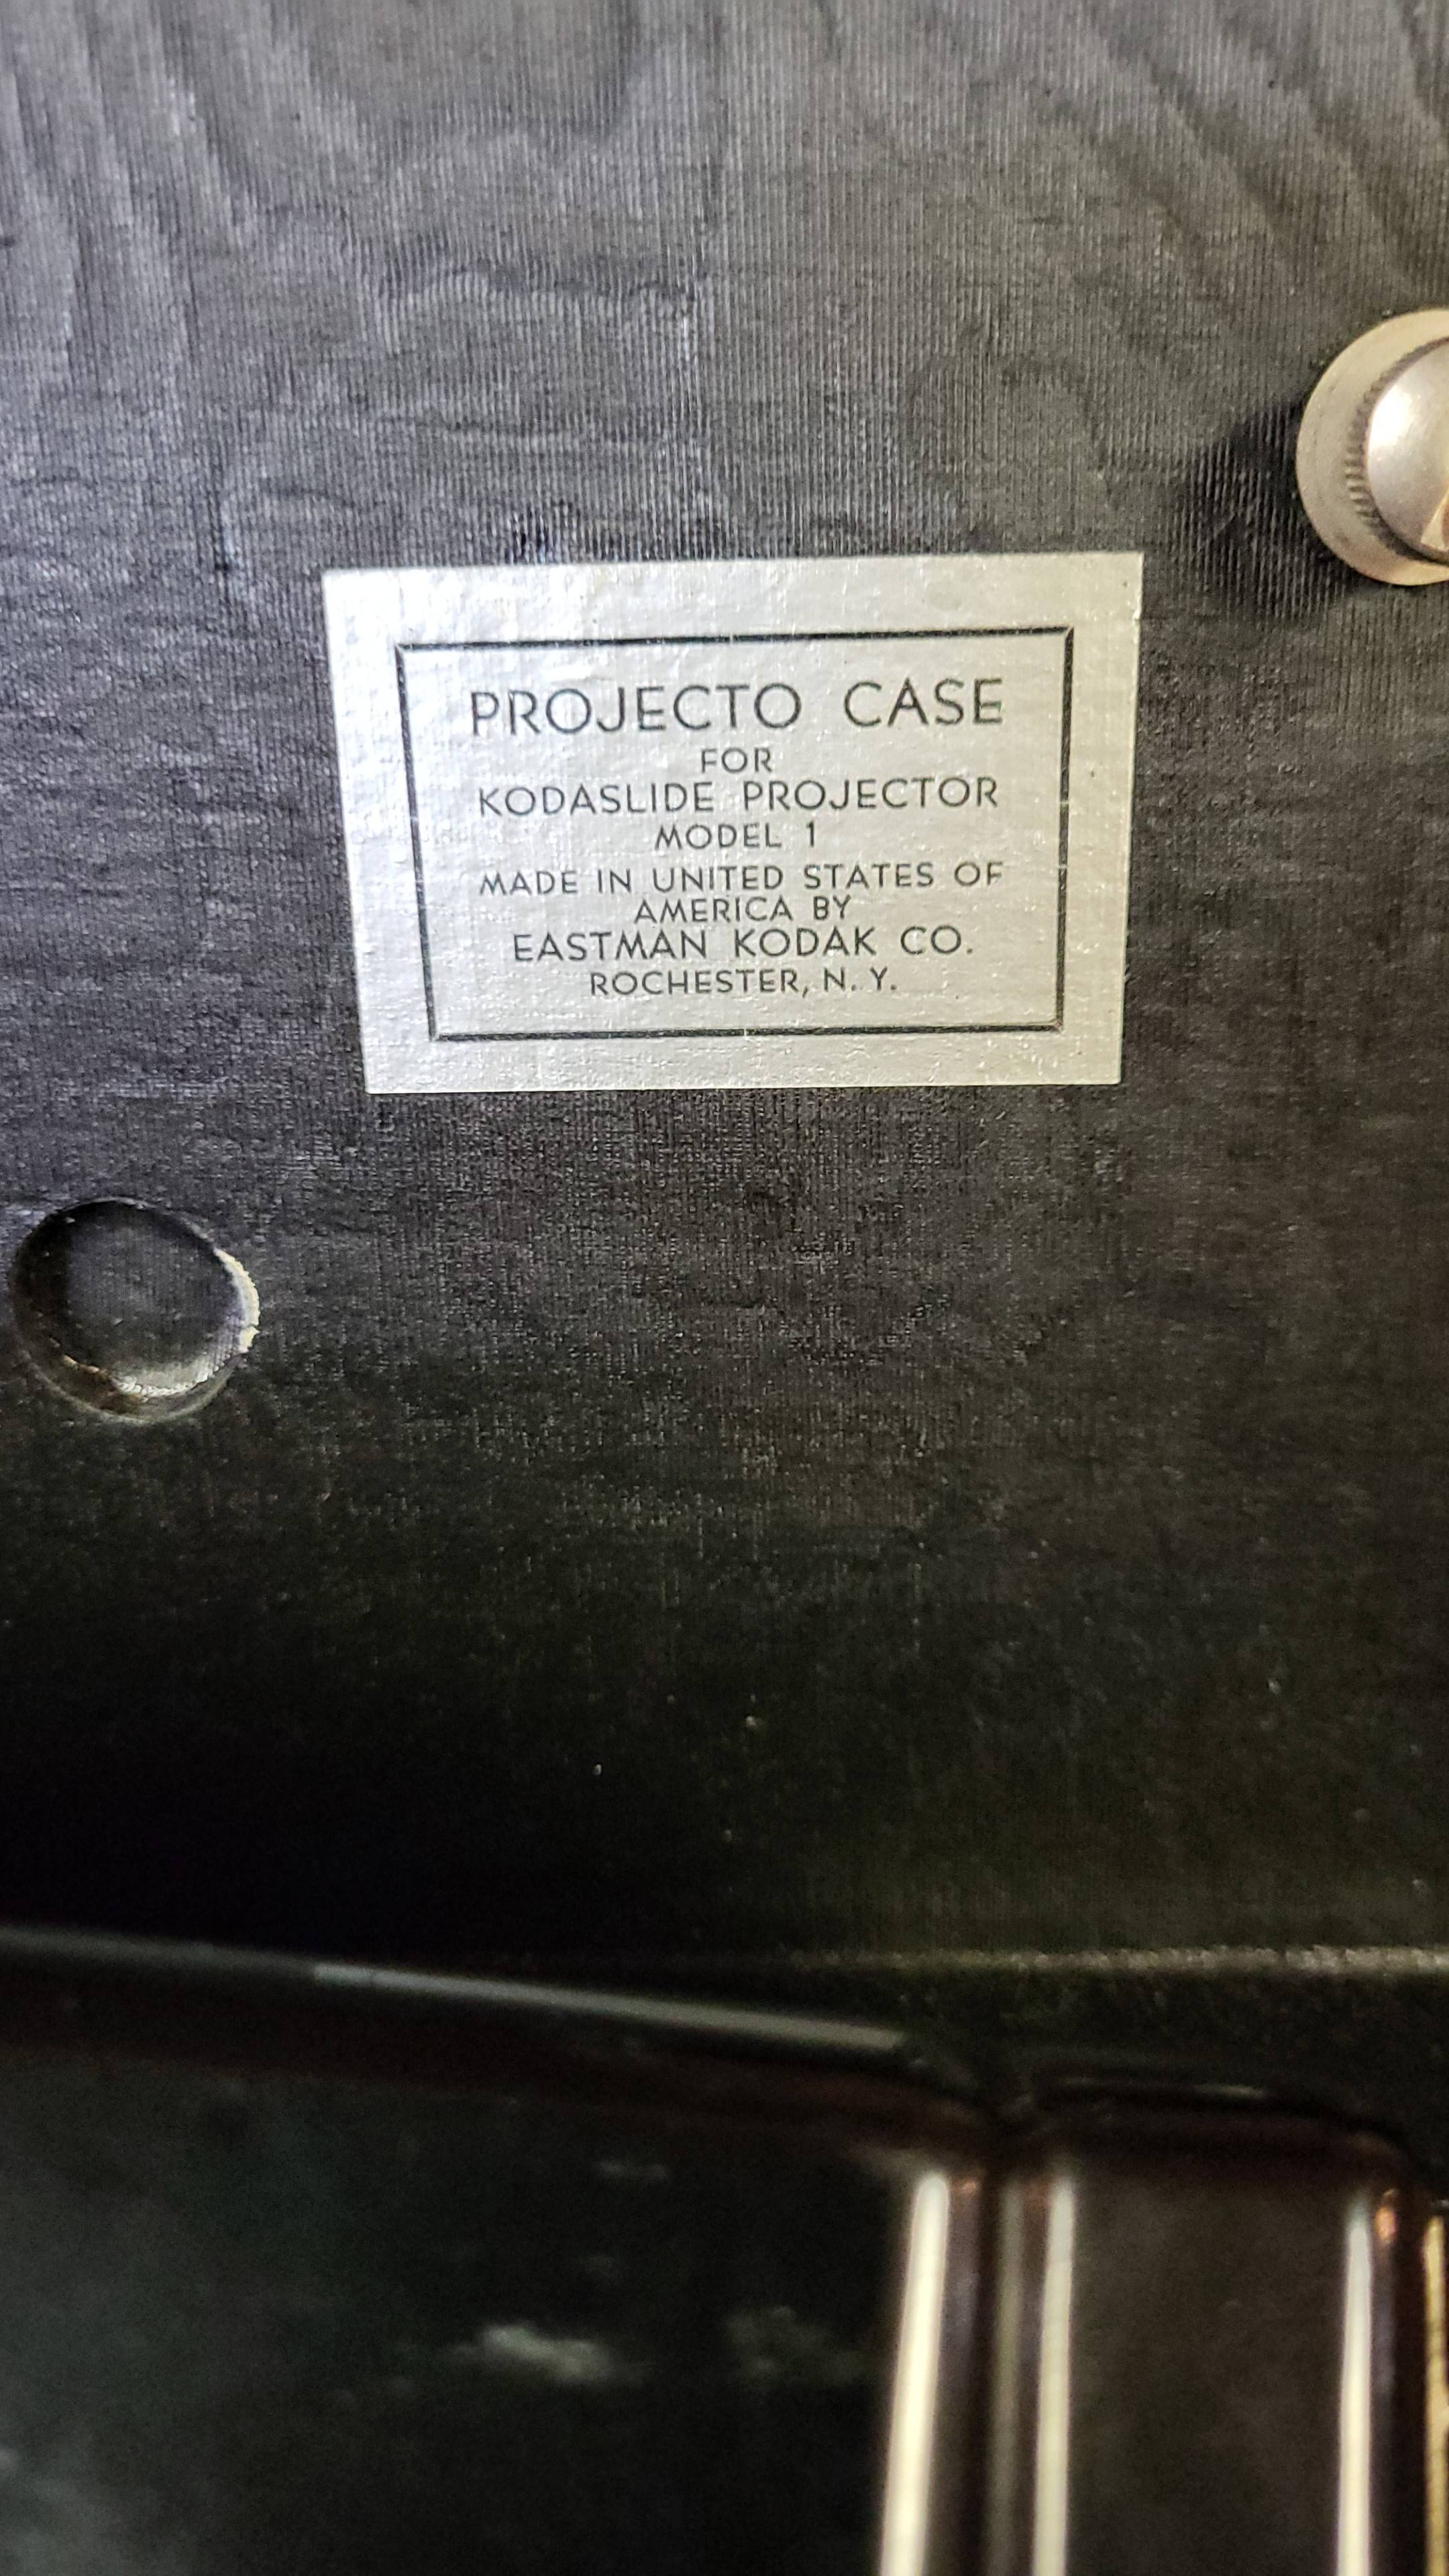 PROJECTO CASE
FOR
KODASLIDE PROJECTOR
MODEL 1
MADE IN UNITED STATES OF
AMERICA BY
EASTMAN KODAK CO.
ROCHESTER, N. Y.